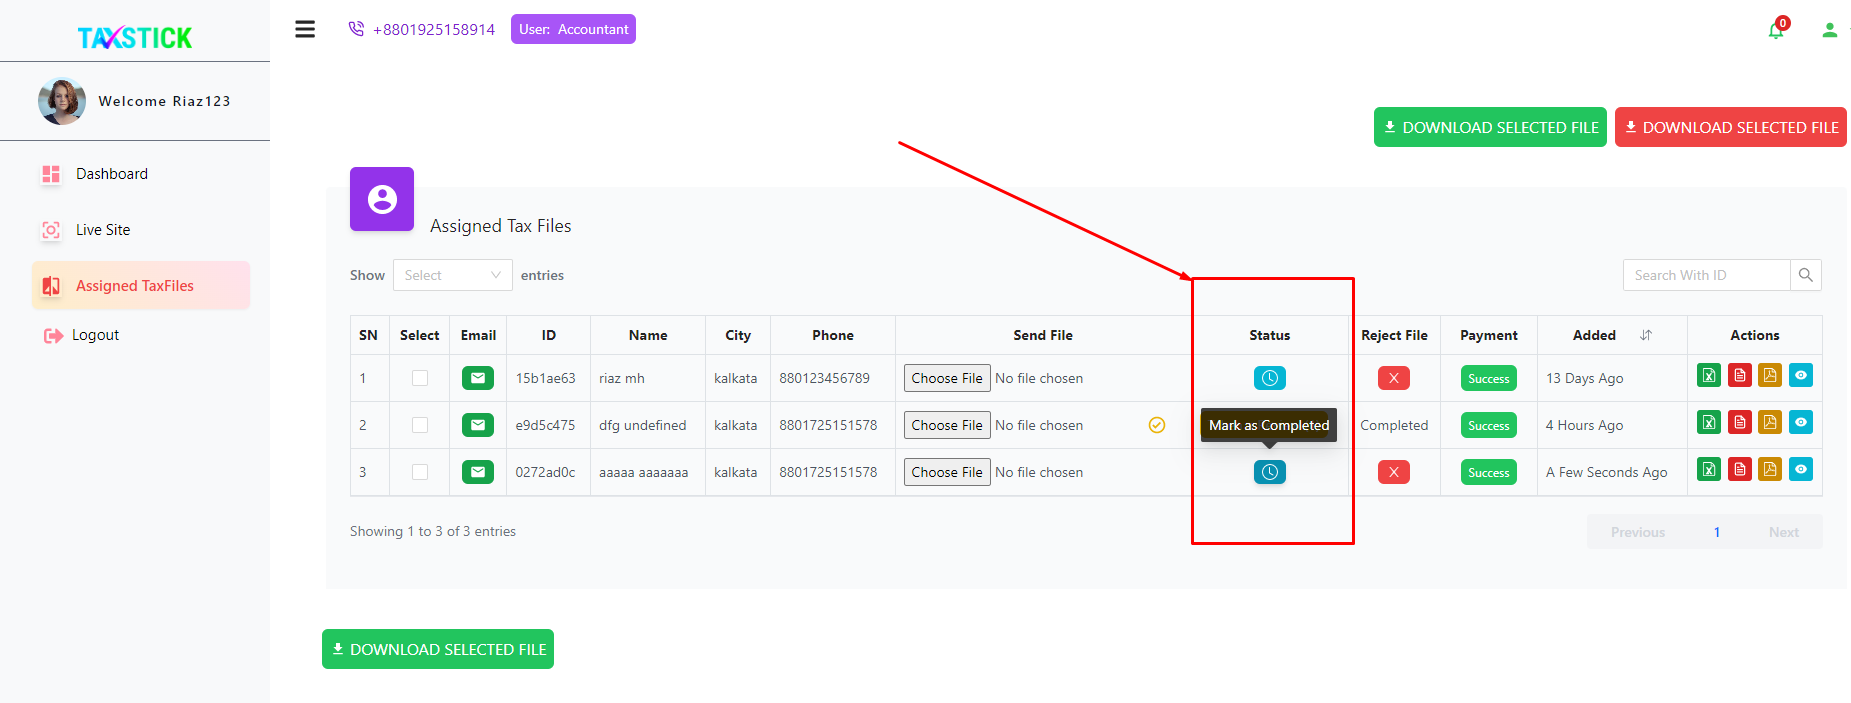 TAXSTICK
+8801925158914 User: Accountant
0
Welcome Riaz123
Dashboard
Live Site
Assigned TaxFiles
Logout
DOWNLOAD SELECTED FILE DOWNLOAD SELECTED FILE
Assigned Tax Files
Show Select entries
Search With ID
SN Select Email ID Name City Phone Send File Status Reject File Payment Added Actions
1 15b1ae63 riaz mh kalkata 880123456789 Choose File No file chosen X Success 13 Days Ago
2 e9d5c475 dfg undefined kalkata 8801725151578 Choose File No file chosen Mark as Completed Completed Success 4 Hours Ago
3 0272ad0c aaaaa aaaaaaa kalkata 8801725151578 Choose File No file chosen X Success A Few Seconds Ago
Showing 1 to 3 of 3 entries
Previous 1 Next
DOWNLOAD SELECTED FILE